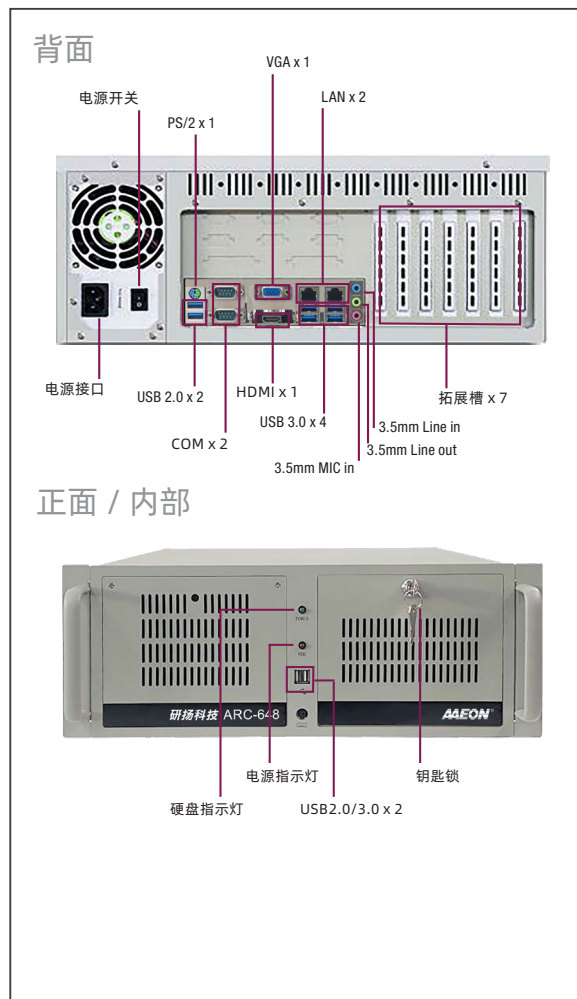 背面
VGA x 1
电源开关
LAN x 2
PS/2 x 1
电源接口
USB 2.0 x 2
HDMI x 1
拓展槽 x 7
USB 3.0 x 4
3.5mm Line in
COM x 2
3.5mm Line out
3.5mm MIC in
正面 / 内部
研扬科技 ARC-648
AAEON
电源指示灯
钥匙锁
硬盘指示灯
USB2.0/3.0 x 2